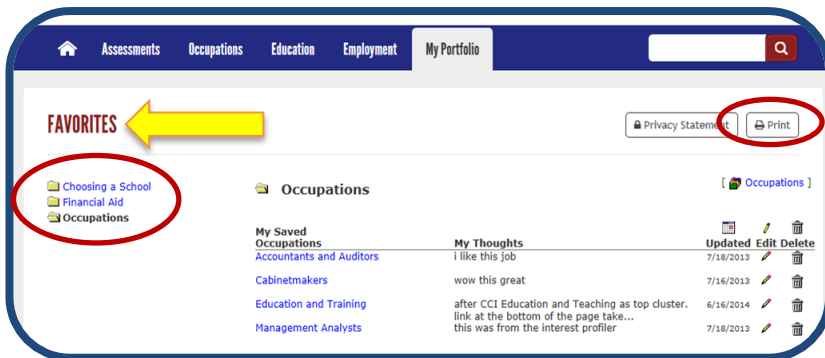 Assessments Occupations Education Employment My Portfolio
FAVORITES
Privacy Statement Print
Choosing a School
Financial Aid
Occupations
Occupations
[ Occupations ]
My Saved
Occupations My Thoughts Updated Edit Delete
Accountants and Auditors i like this job 7/18/2013
Cabinetmakers wow this great 7/16/2013
Education and Training after CCI Education and Teaching as top cluster. 6/16/2014
link at the bottom of the page take...
Management Analysts this was from the interest profiler 7/18/2013